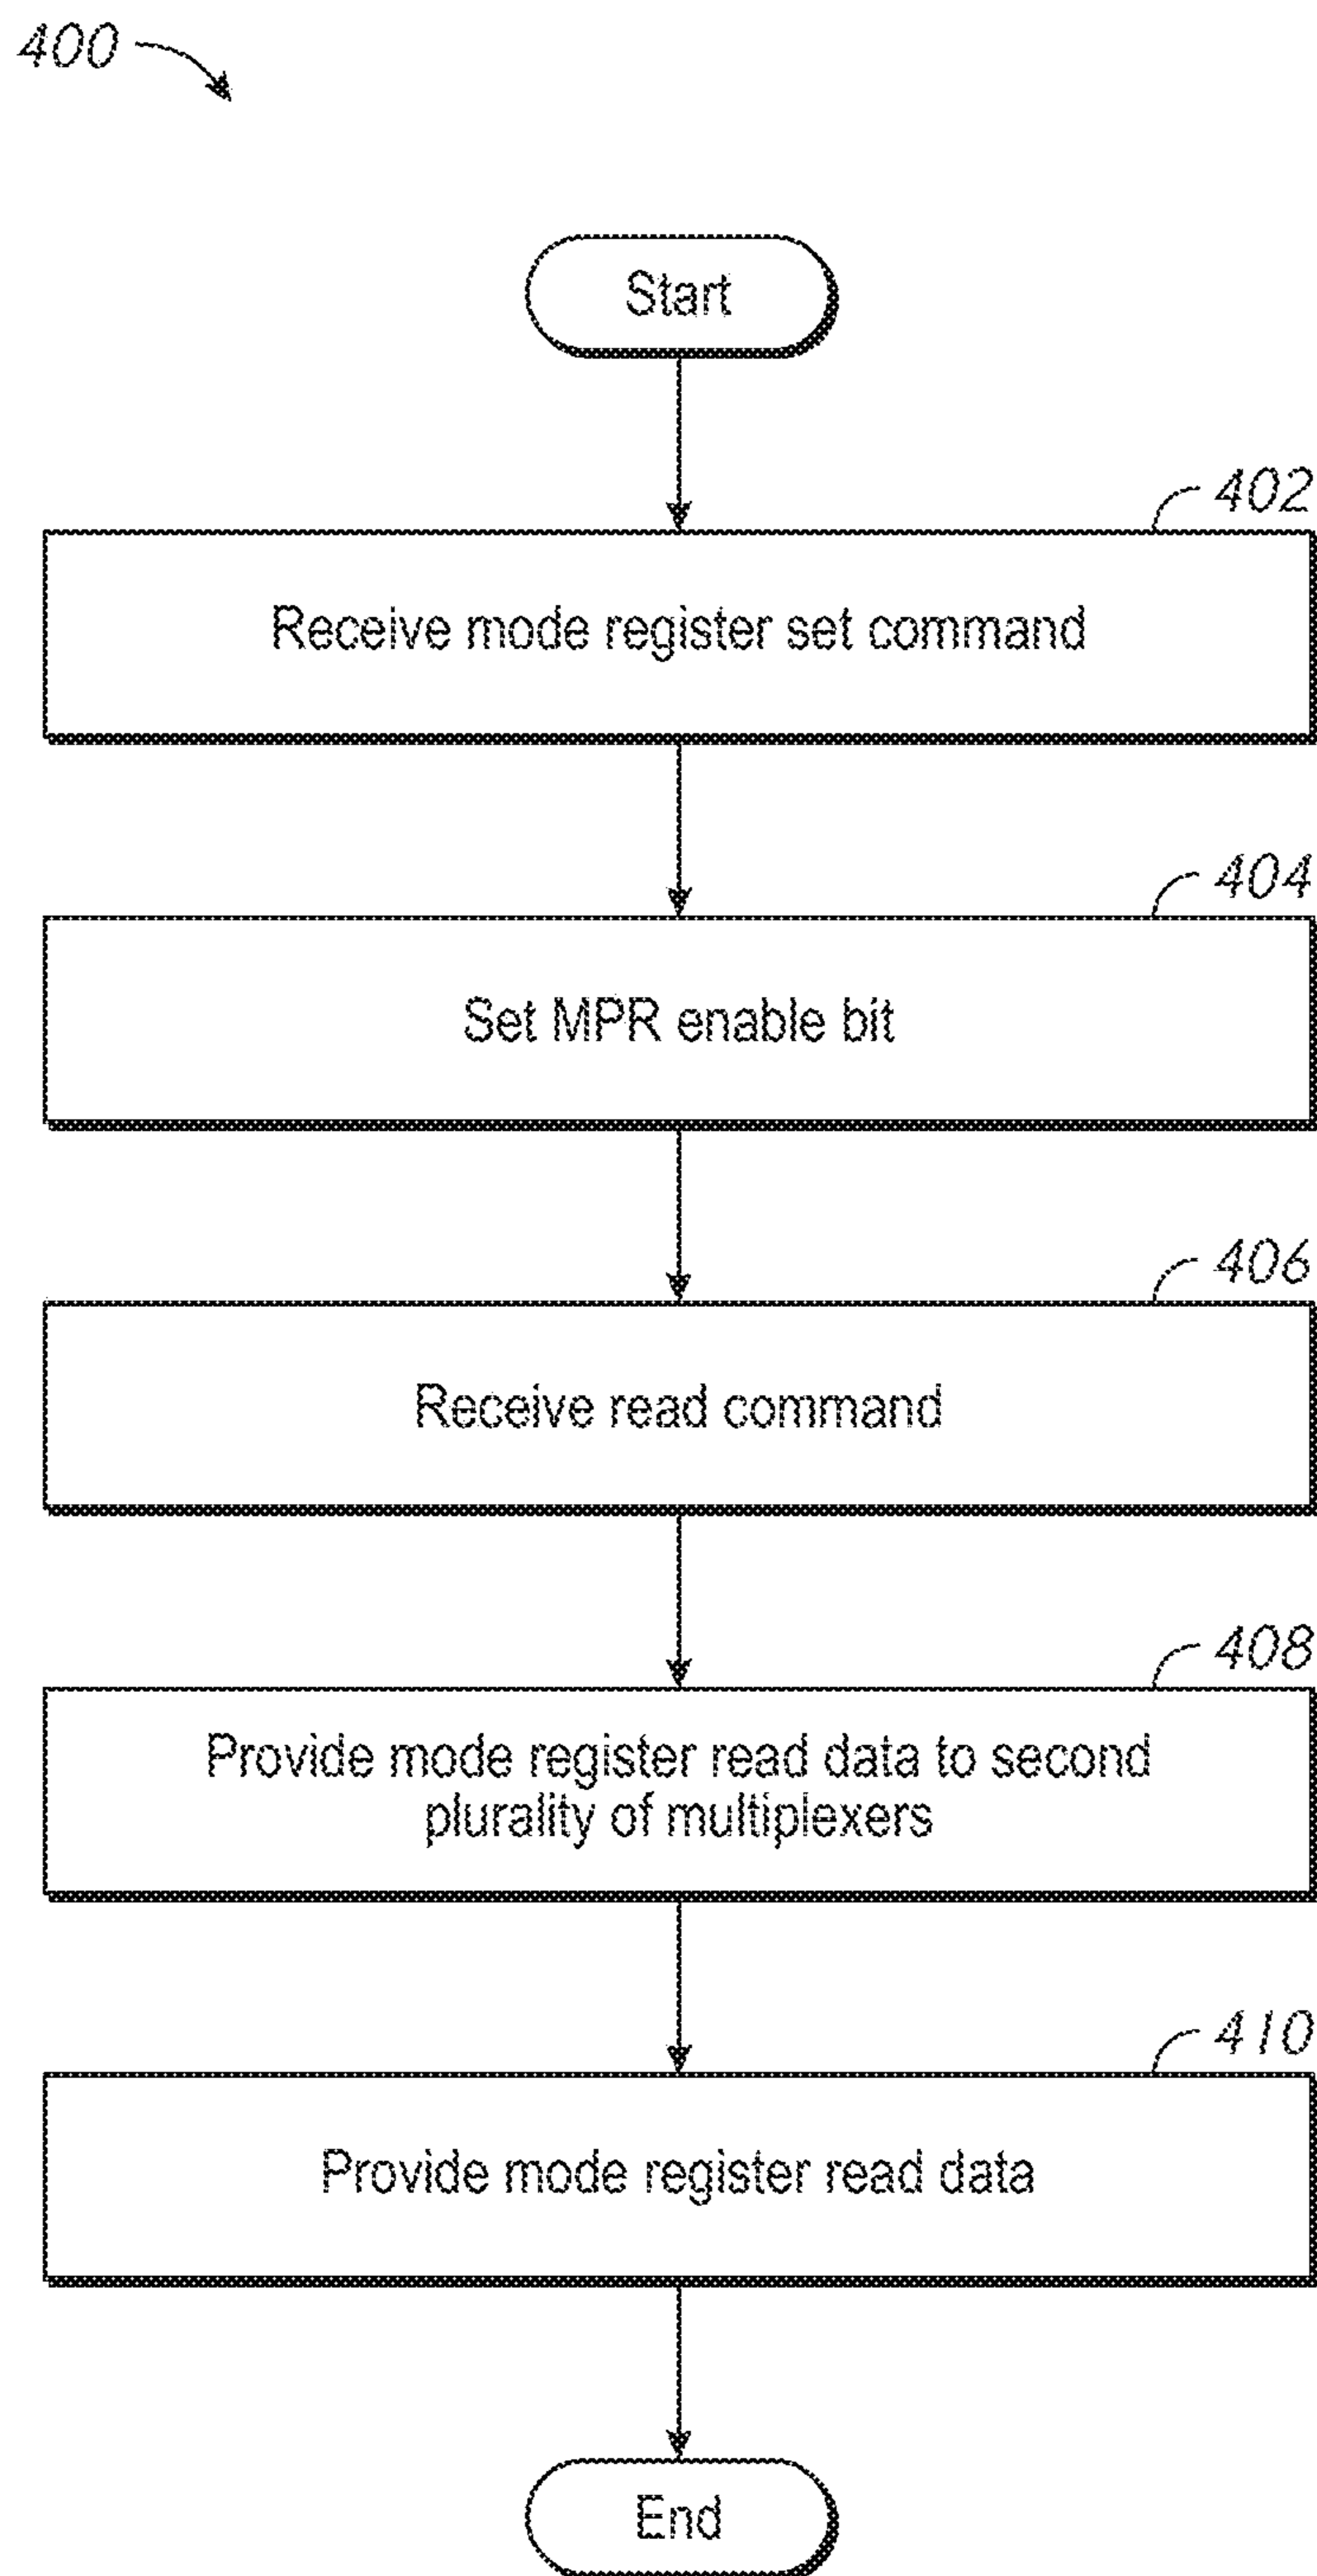 400
Start
402
Receive mode register set command
404
Set MPR enable bit
406
Receive read command
408
Provide mode register read data to second
plurality of multiplexers
410
Provide mode register read data
End